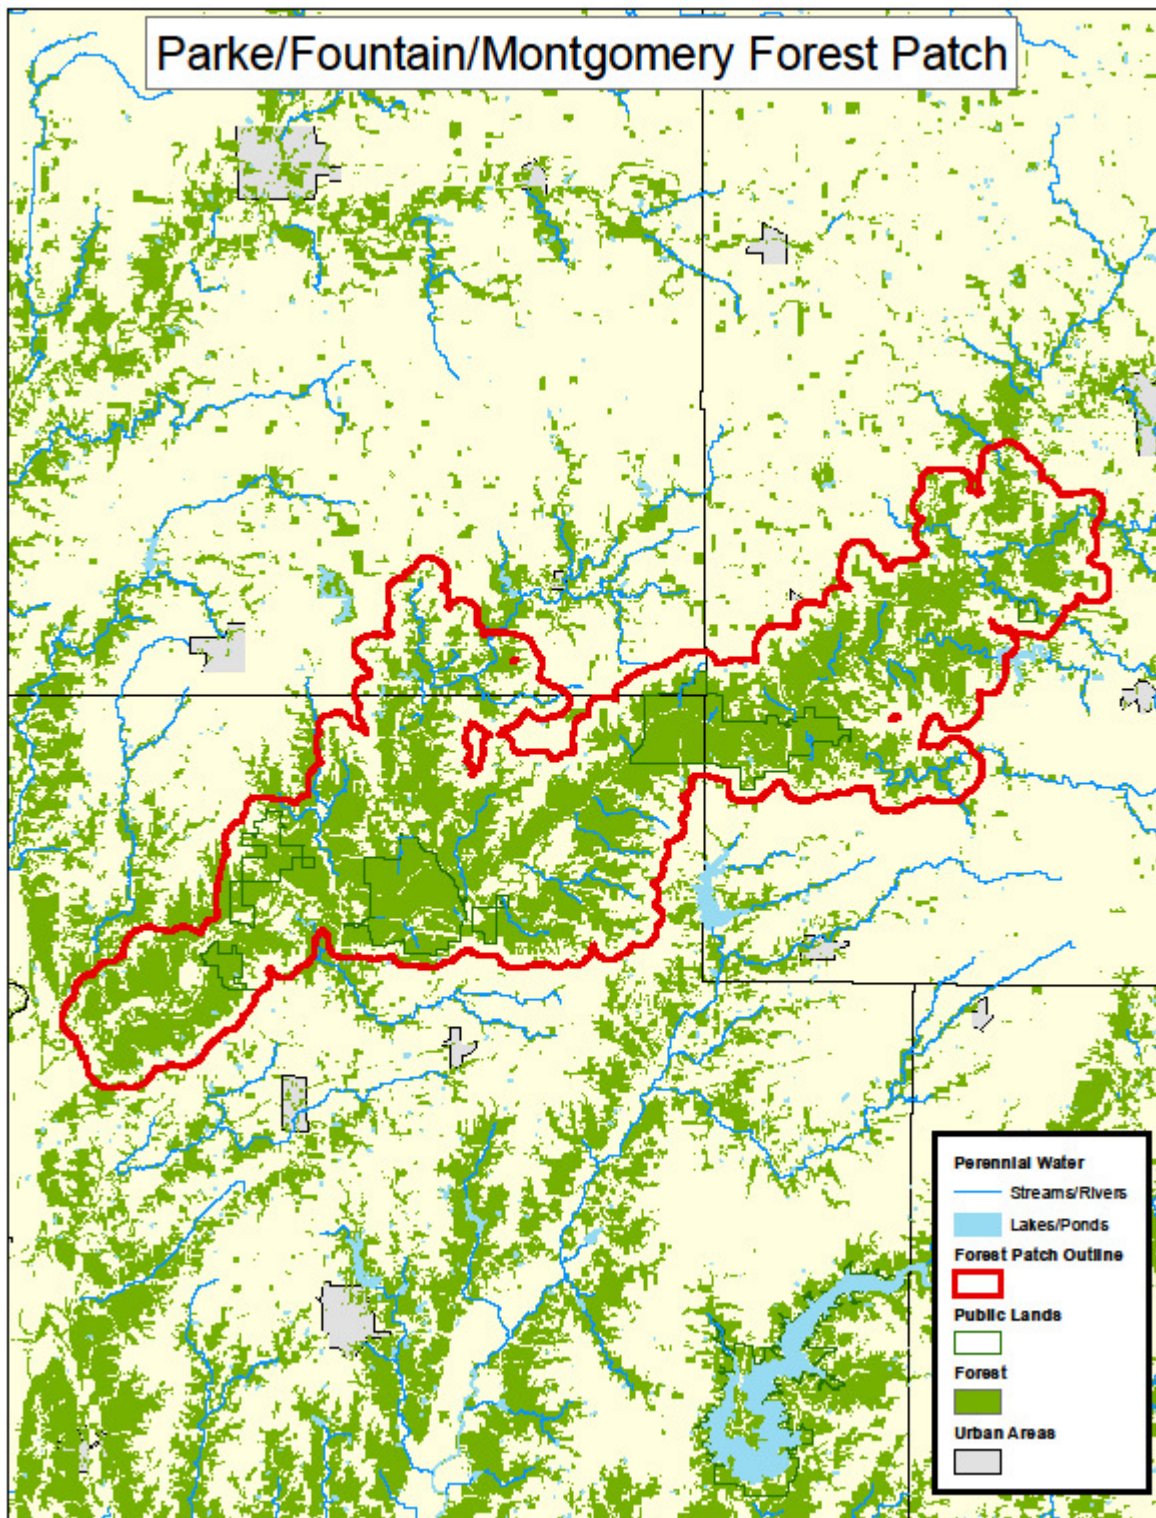 Parke/Fountain/Montgomery Forest Patch
Perennial Water
Streams/Rivers
Lakes/Ponds
Forest Patch Outline
Public Lands
Forest
Urban Areas